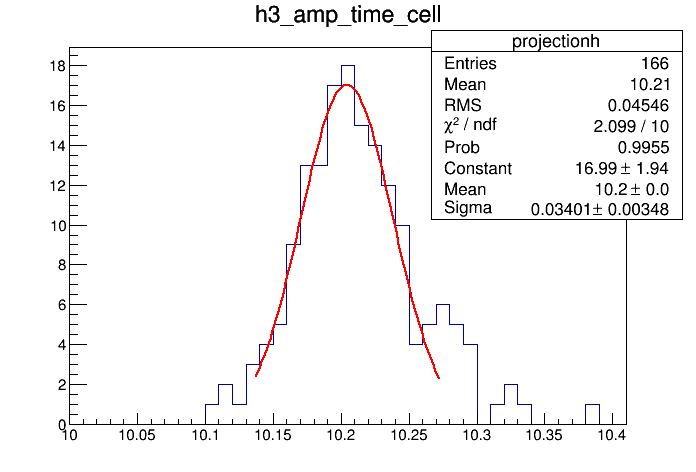 h3_amp_time_cell
projectionh
Entries 166
Mean 10.21
RMS 0.04546
χ² / ndf 2.099 / 10
Prob 0.9955
Constant 16.99 ± 1.94
Mean 10.2 ± 0.0
Sigma 0.03401 ± 0.00348
18
16
14
12
10
8
6
4
2
0
10 10.05 10.1 10.15 10.2 10.25 10.3 10.35 10.4